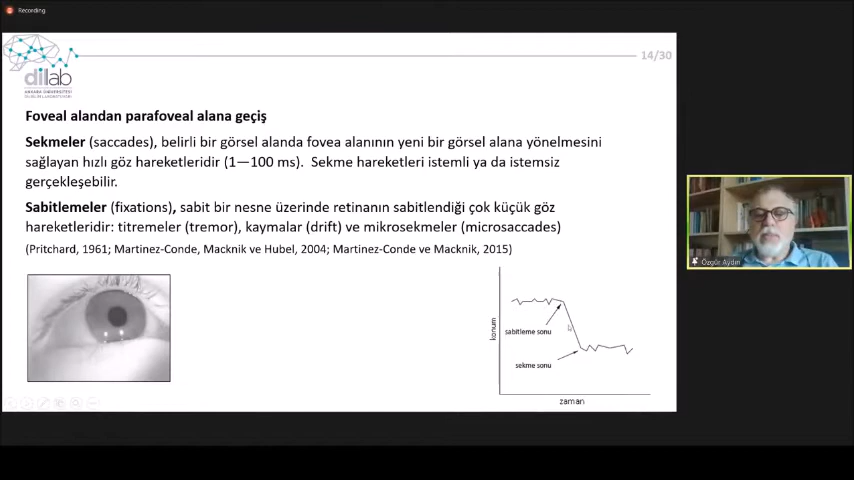 Recording
14/30
dilab
ANKARA ÜNİVERSİTESİ
DİLBİLİM LABORATUVARI
Foveal alandan parafoveal alana geçiş
Sekmeler (saccades), belirli bir görsel alanda fovea alanının yeni bir görsel alana yönelmesini
sağlayan hızlı göz hareketleridir (1—100 ms). Sekme hareketleri istemli ya da istemsiz
gerçekleşebilir.
Sabitlemeler (fixations), sabit bir nesne üzerinde retinanın sabitlendiği çok küçük göz
hareketleridir: titremeler (tremor), kaymalar (drift) ve mikrosekmeler (microsaccades)
(Pritchard, 1961; Martinez-Conde, Macknik ve Hubel, 2004; Martinez-Conde ve Macknik, 2015)
konum
sabitleme sonu
sekme sonu
zaman
Özgür Aydın